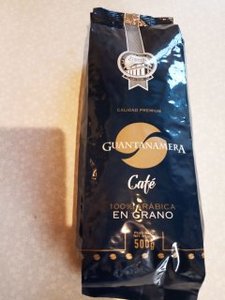 CALIDAD PREMIUM
GUANTANAMERA
Café
100% ARÁBICA
EN GRANO
500g